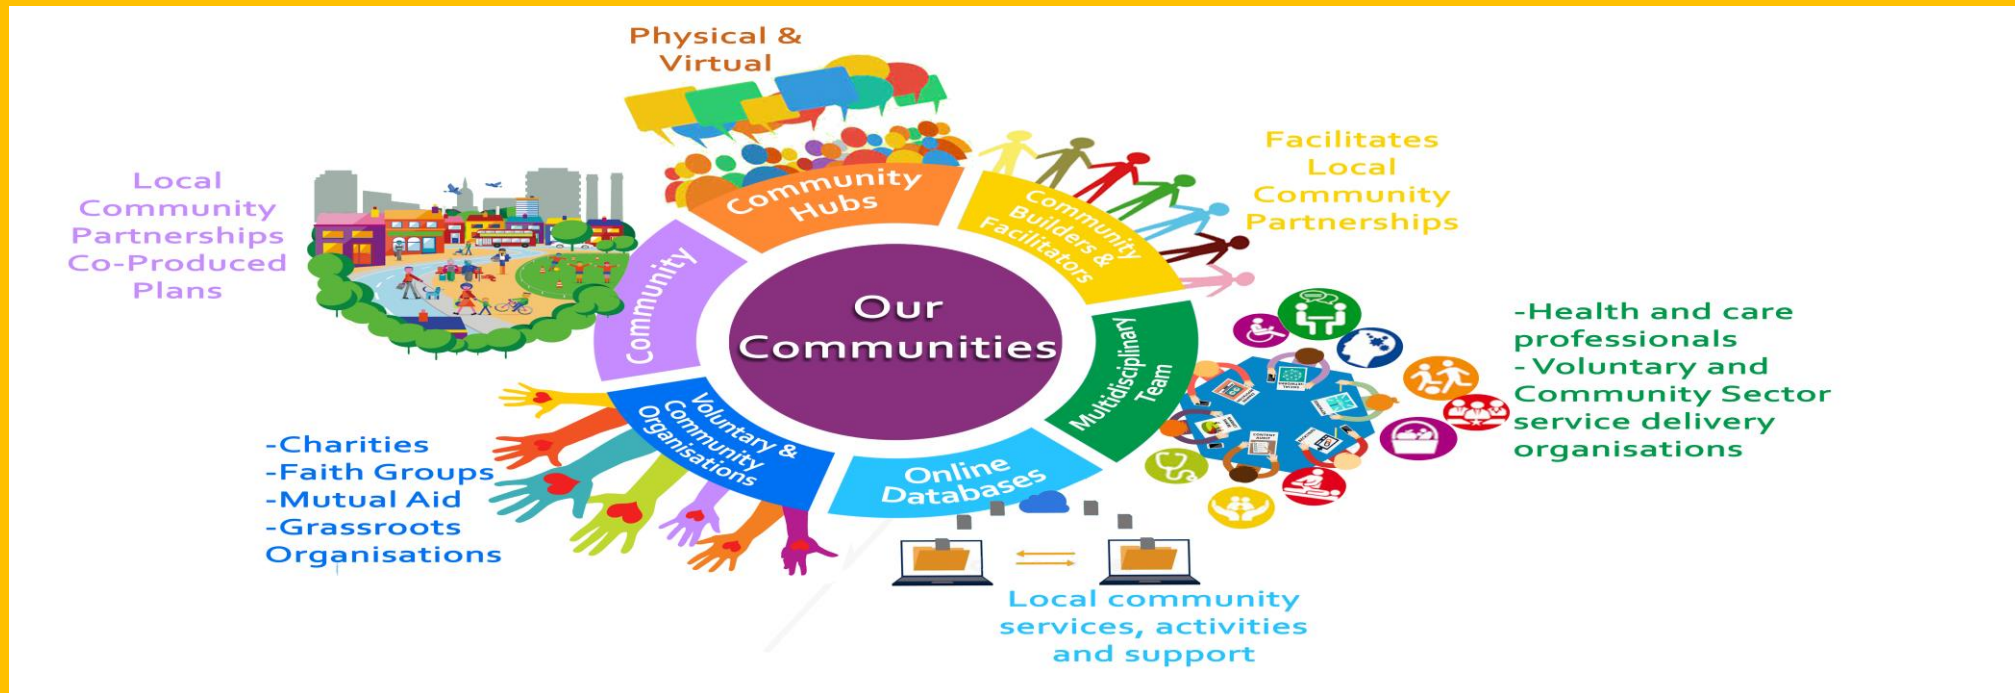 Physical &
Virtual
Community
Hubs
Facilitates
Local
Community
Partnerships
Community
Builders &
Facilitators
Local
Community
Partnerships
Co-Produced
Plans
Community
Our
Communities
Multidisciplinary
Team
-Health and care
professionals
- Voluntary and
Community Sector
service delivery
organisations
Voluntary &
Community
Organisations
-Charities
-Faith Groups
-Mutual Aid
-Grassroots
Organisations
Online
Databases
Local community
services, activities
and support